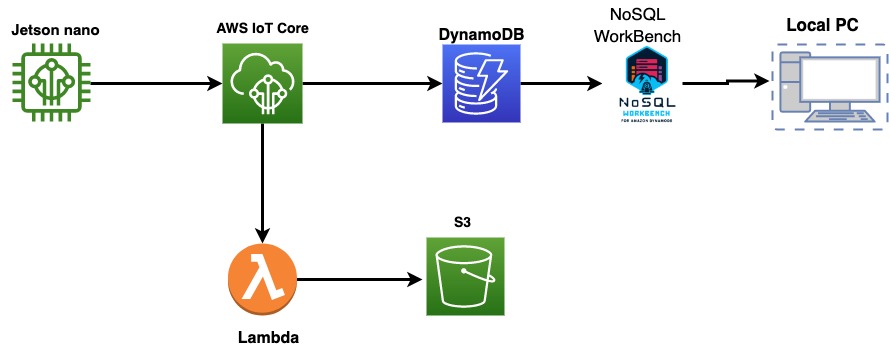 Jetson nano
AWS IoT Core
DynamoDB
NoSQL
WorkBench
Local PC
NoSQL
WORKBENCH
FOR AMAZON DYNAMODB
S3
Lambda